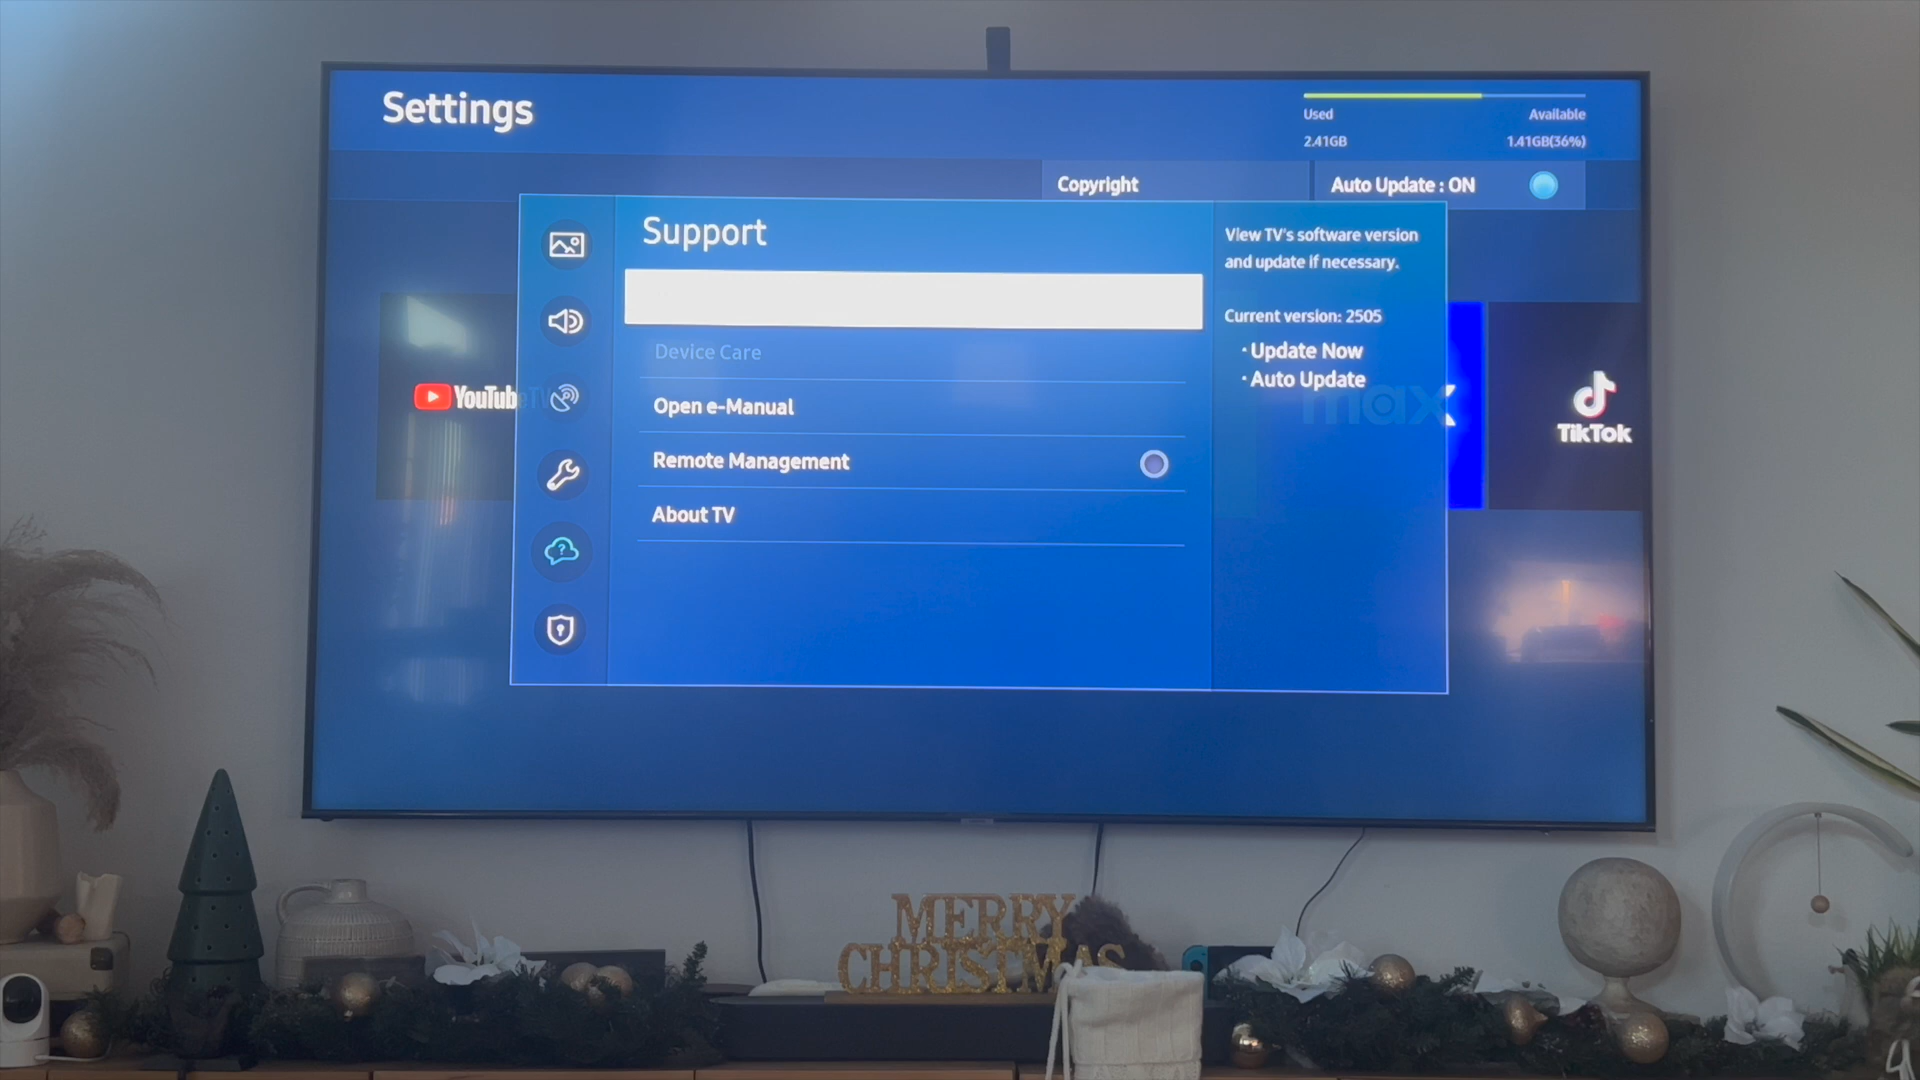 Settings
Used
Available
2.41GB
1.41GB(36%)
Copyright
Auto Update : ON
Support
View TV's software version
and update if necessary.
Current version: 2505
· Update Now
· Auto Update
Device Care
Open e-Manual
Remote Management
About TV
YouTube TV
max
TikTok
MERRY
CHRISTMAS